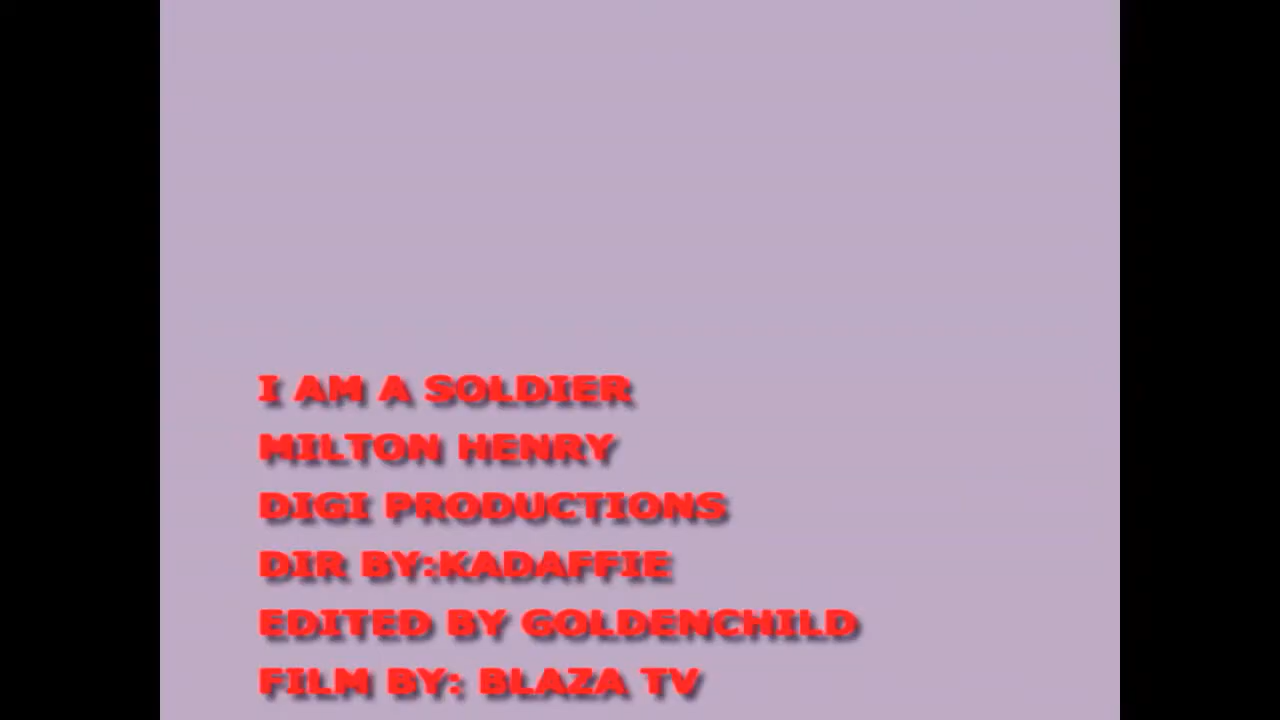 I AM A SOLDIER
MILTON HENRY
DIGI PRODUCTIONS
DIR BY:KADAFFIE
EDITED BY GOLDENCHILD
FILM BY: BLAZA TV